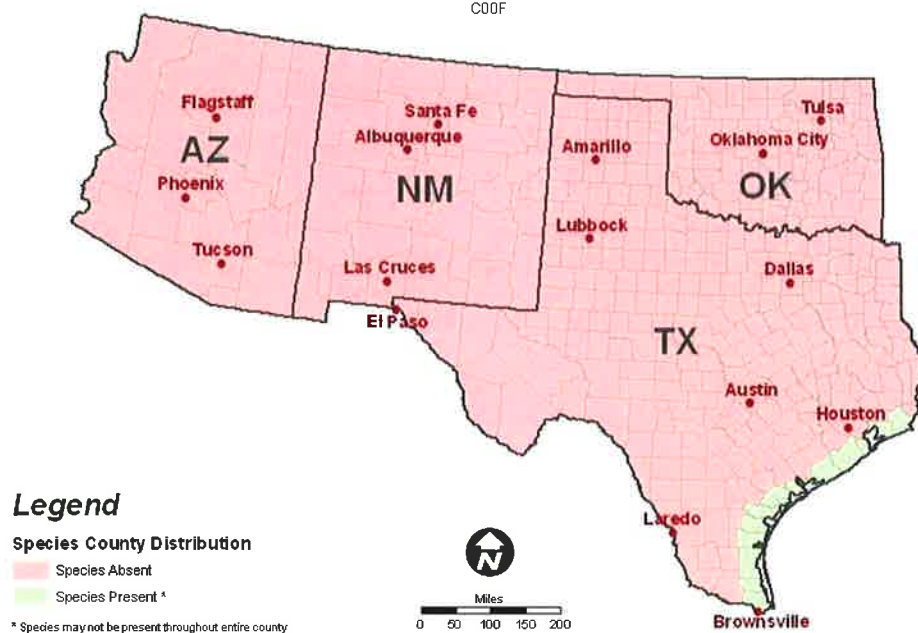 C00F
Flagstaff
AZ
Phoenix
Tucson
Santa Fe
Albuquerque
NM
Las Cruces
El Paso
Tulsa
Oklahoma City
OK
Amarillo
Lubbock
Dallas
TX
Austin
Houston
Laredo
Brownsville
Legend
Species County Distribution
Species Absent
Species Present *
* Species may not be present throughout entire county
N
Miles
0 50 100 150 200